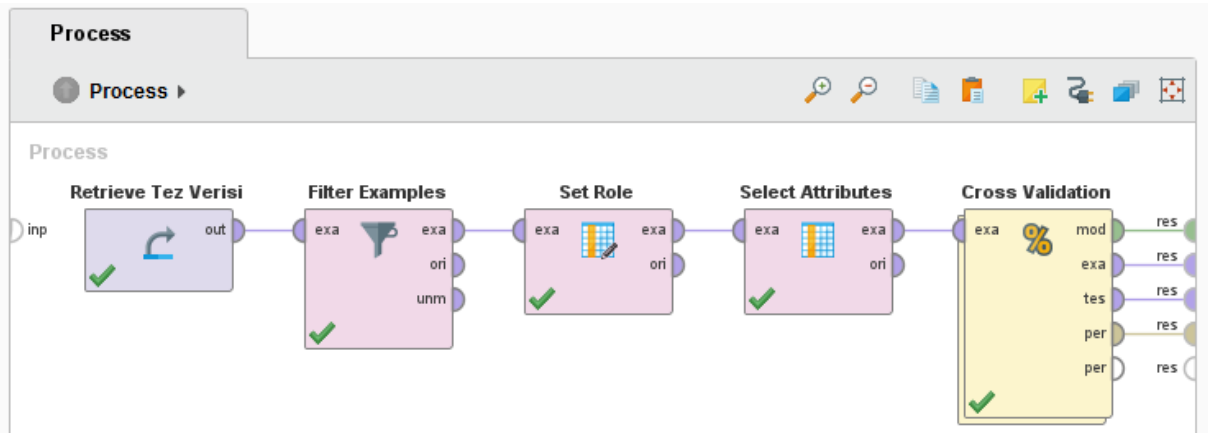 Process
Process
Process
Retrieve Tez Verisi Filter Examples Set Role Select Attributes Cross Validation
inp out exa exa exa exa exa exa exa mod res
ori ori ori exa res
unm tes res
per res
per res